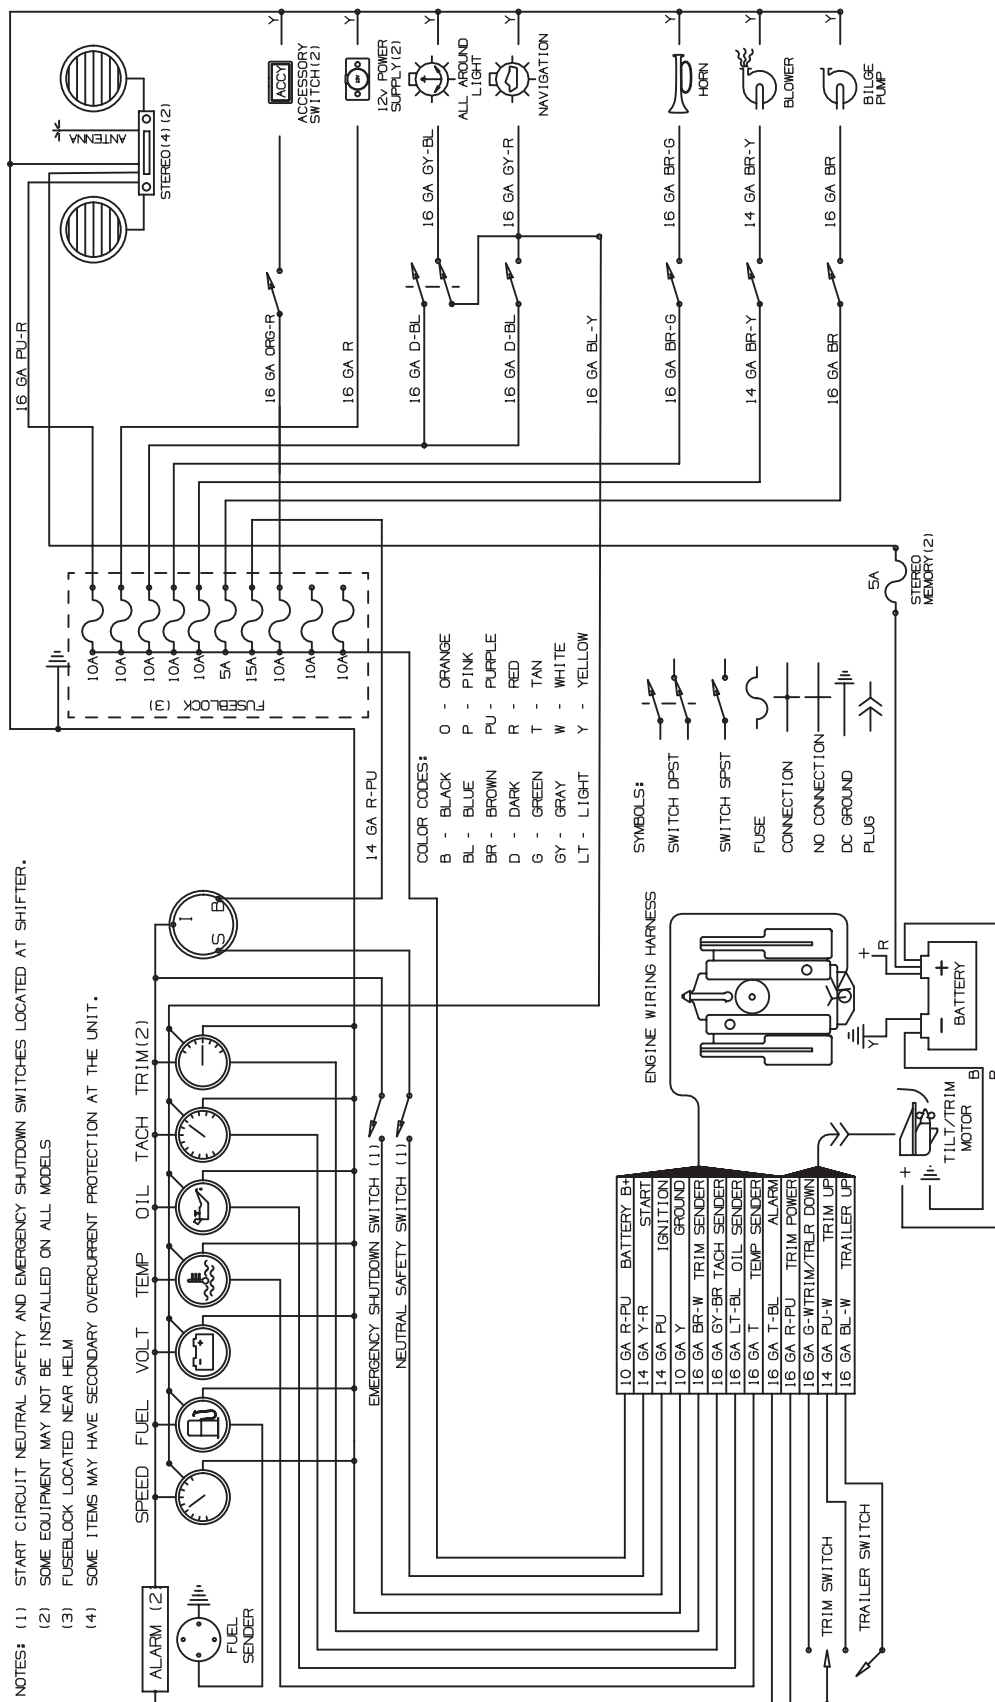 NOTES: (1) START CIRCUIT NEUTRAL SAFETY AND EMERGENCY SHUTDOWN SWITCHES LOCATED AT SHIFTER.
(2) SOME EQUIPMENT MAY NOT BE INSTALLED ON ALL MODELS
(3) FUSEBLOCK LOCATED NEAR HELM
(4) SOME ITEMS MAY HAVE SECONDARY OVERCURRENT PROTECTION AT THE UNIT.
SPEED FUEL VOLT TEMP OIL TACH TRIM(2)
ALARM (2)
FUEL
SENDER
I
S
B
EMERGENCY SHUTDOWN SWITCH (1)
NEUTRAL SAFETY SWITCH (1)
14 GA R-PU
FUSEBLOCK (3)
10A
10A
10A
10A
10A
5A
15A
10A
10A
10A
16 GA PU-R
ANTENNA
STEREO(4)(2)
16 GA ORG-R
ACCY
ACCESSORY
SWITCH(2)
Y
16 GA R
12V POWER
SUPPLY(2)
Y
16 GA D-BL
16 GA GY-BL
ALL AROUND
LIGHT
Y
16 GA D-BL
16 GA GY-R
NAVIGATION
Y
16 GA BL-Y
16 GA BR-G
16 GA BR-G
HORN
Y
14 GA BR-Y
14 GA BR-Y
BLOWER
Y
16 GA BR
16 GA BR
BILGE
PUMP
Y
COLOR CODES:
B - BLACK O - ORANGE
BL - BLUE P - PINK
BR - BROWN PU - PURPLE
D - DARK R - RED
G - GREEN T - TAN
GY - GRAY W - WHITE
LT - LIGHT Y - YELLOW
SYMBOLS:
SWITCH DPST
SWITCH SPST
FUSE
CONNECTION
NO CONNECTION
DC GROUND
PLUG
5A
STEREO
MEMORY(2)
ENGINE WIRING HARNESS
10 GA R-PU BATTERY B+
14 GA Y-R START
14 GA PU IGNITION
10 GA Y GROUND
16 GA BR-W TRIM SENDER
16 GA GY-BR TACH SENDER
16 GA LT-BL OIL SENDER
16 GA T TEMP SENDER
16 GA T-BL ALARM
16 GA R-PU TRIM POWER
16 GA G-WTRIM/TRLR DOWN
14 GA PU-W TRIM UP
16 GA BL-W TRAILER UP
TRIM SWITCH
TRAILER SWITCH
+
TILT/TRIM
MOTOR
Y
+
R
- +
BATTERY
B